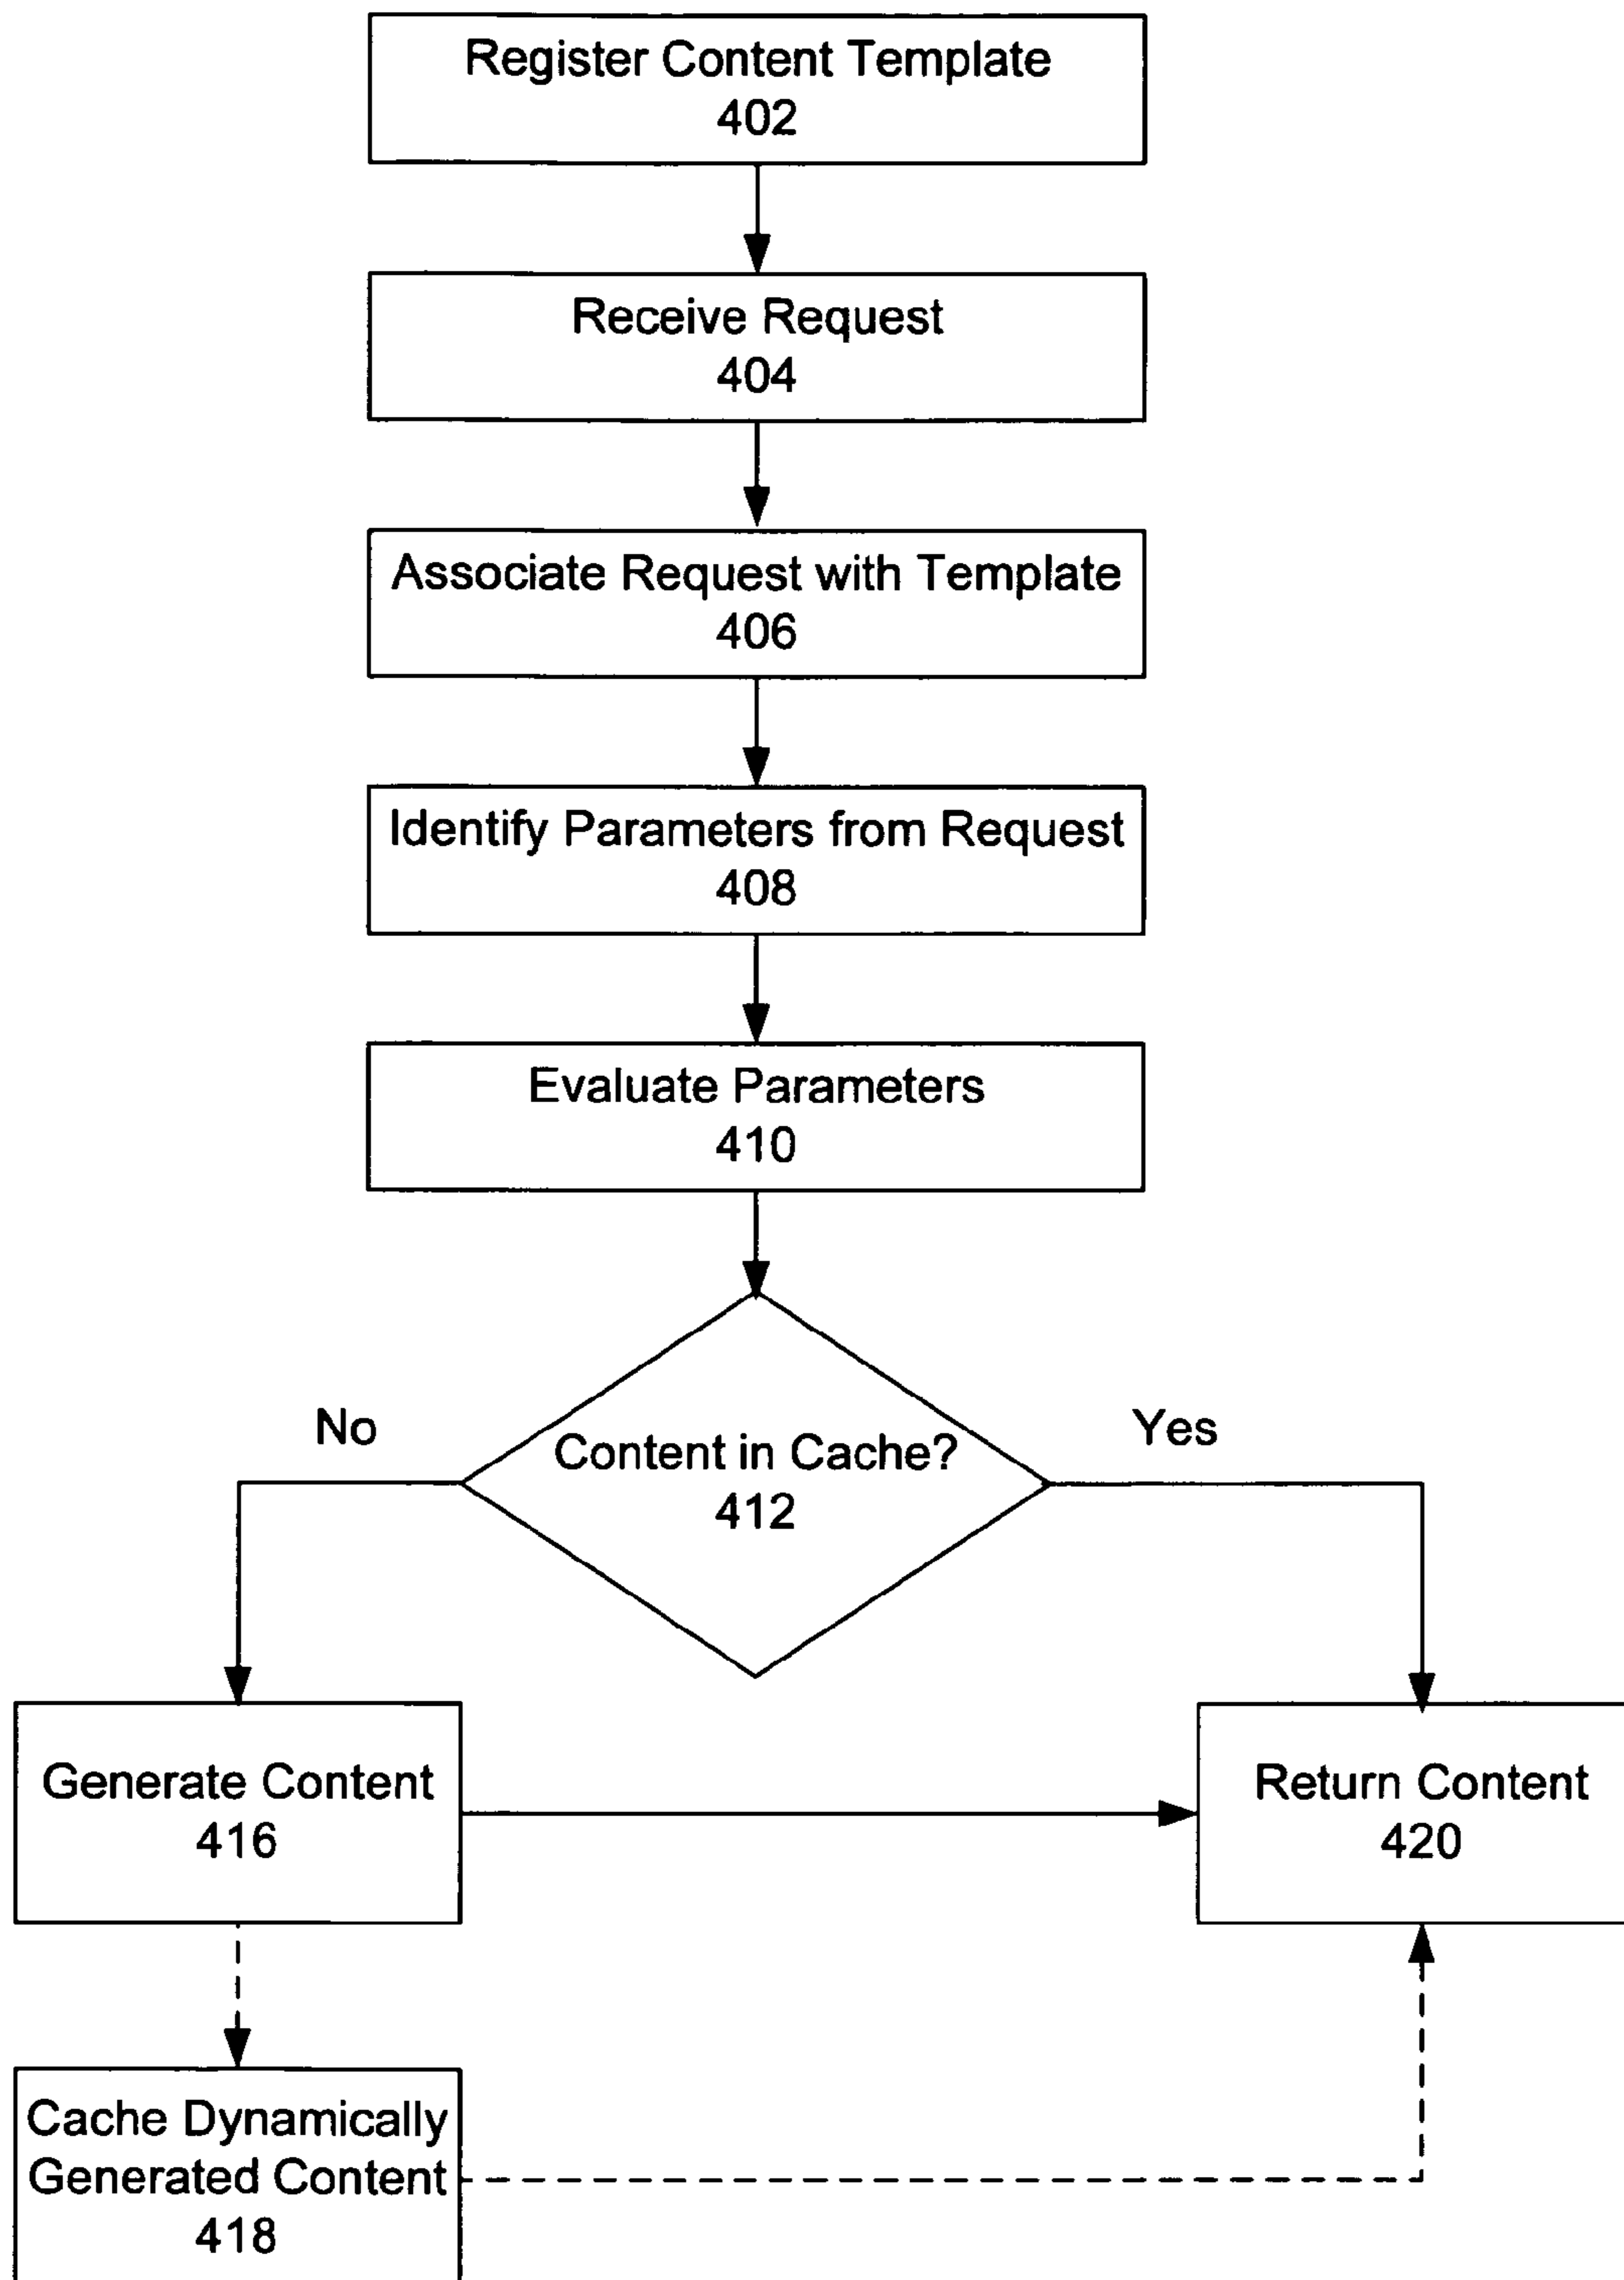 Register Content Template
402
Receive Request
404
Associate Request with Template
406
Identify Parameters from Request
408
Evaluate Parameters
410
No
Yes
Content in Cache?
412
Generate Content
416
Return Content
420
Cache Dynamically
Generated Content
418